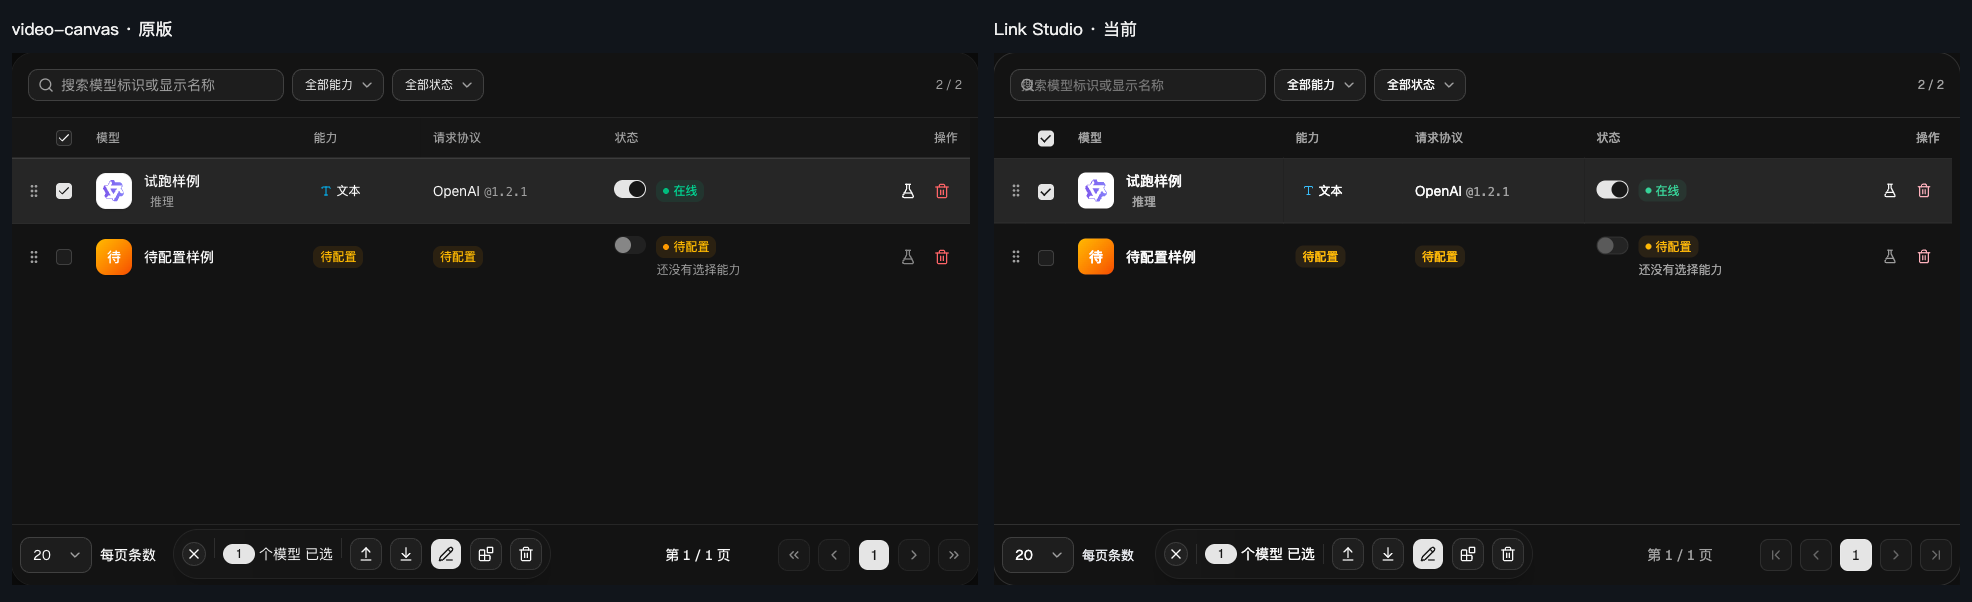 video-canvas · 原版
搜索模型标识或显示名称 全部能力 全部状态 2 / 2
模型 能力 请求协议 状态 操作
试跑样例
推理
文本 OpenAI @1.2.1 在线
待 待配置样例 待配置 待配置 待配置
还没有选择能力
20 每页条数 1 个模型 已选 第 1 / 1 页 « ‹ 1 › »
Link Studio · 当前
搜索模型标识或显示名称 全部能力 全部状态 2 / 2
模型 能力 请求协议 状态 操作
试跑样例
推理
文本 OpenAI @1.2.1 在线
待 待配置样例 待配置 待配置 待配置
还没有选择能力
20 每页条数 1 个模型 已选 第 1 / 1 页 1